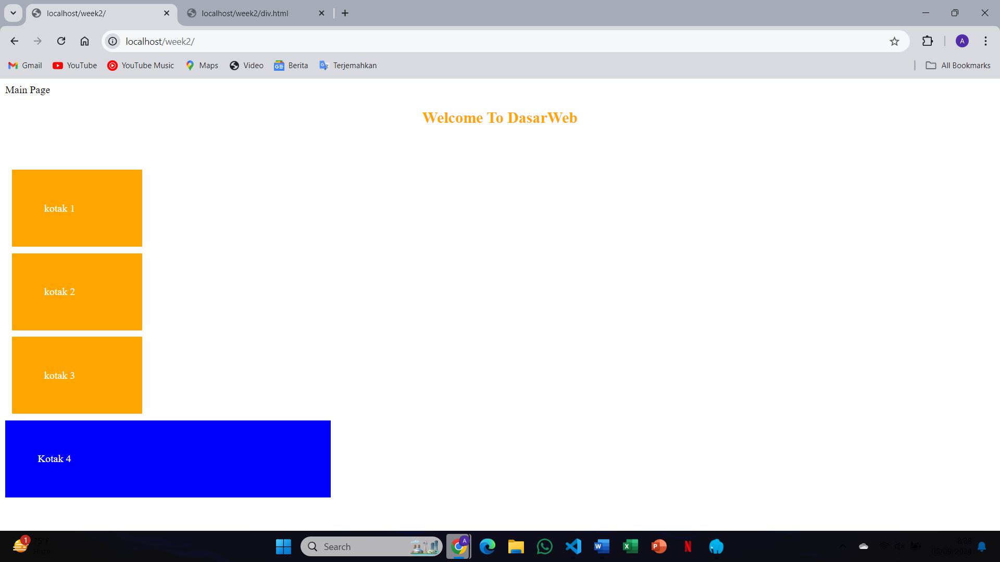 localhost/week2/
localhost/week2/div.html
localhost/week2/
A
Gmail
YouTube
YouTube Music
Maps
Video
Berita
Terjemahkan
All Bookmarks
Main Page
Welcome To DasarWeb
kotak 1
kotak 2
kotak 3
Kotak 4
1
75°F
Haze
Search
A
8:38
05/09/2024